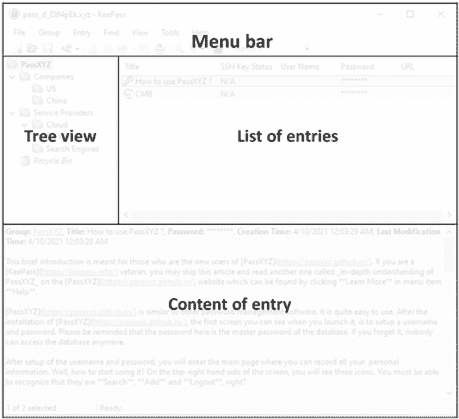 pass_d_E8f4pEk.xyz - KeePass
File Group Entry Find View Tools Help
Menu bar
PassXYZ
Companies
US
China
Service Providers
Cloud
Search Engines
Recycle Bin
Tree view
Title SSH Key Status User Name Password URL
How to use PassXYZ ? N/A ********
CMB N/A ********
List of entries
Group: PassXYZ, Title: How to use PassXYZ ?, Password: ********, Creation Time: 4/10/2021 12:03:29 AM, Last Modification
Time: 4/10/2021 12:03:29 AM
This brief introduction is meant for those who are the new users of [PassXYZ](https://passxyz.github.io/). If you are a
[KeePass](https://keepass.info/) veteran, you may skip this article and read another one called _In-depth understanding of
PassXYZ_ on the [PassXYZ](https://passxyz.github.io/) website which can be found by clicking **Learn More** in menu item
**Help**.
Content of entry
[PassXYZ](https://passxyz.github.io/) is similar to other password management software. It is quite easy to use. After the
installation of [PassXYZ](https://passxyz.github.io/), the first screen you can see when you launch it, is to setup a username
and password. Please be reminded that the password here is the master password of the database. If you forget it, nobody
can access the database anymore.
After setup of the username and password, you will enter the main page where you can record all your personal
information. Well, how to start using it? On the top-right hand side of the screen, you will see three icons. You must be able
to recognize that they are **Search**, **Add** and **Logout**, right?
1 of 2 selected Ready.